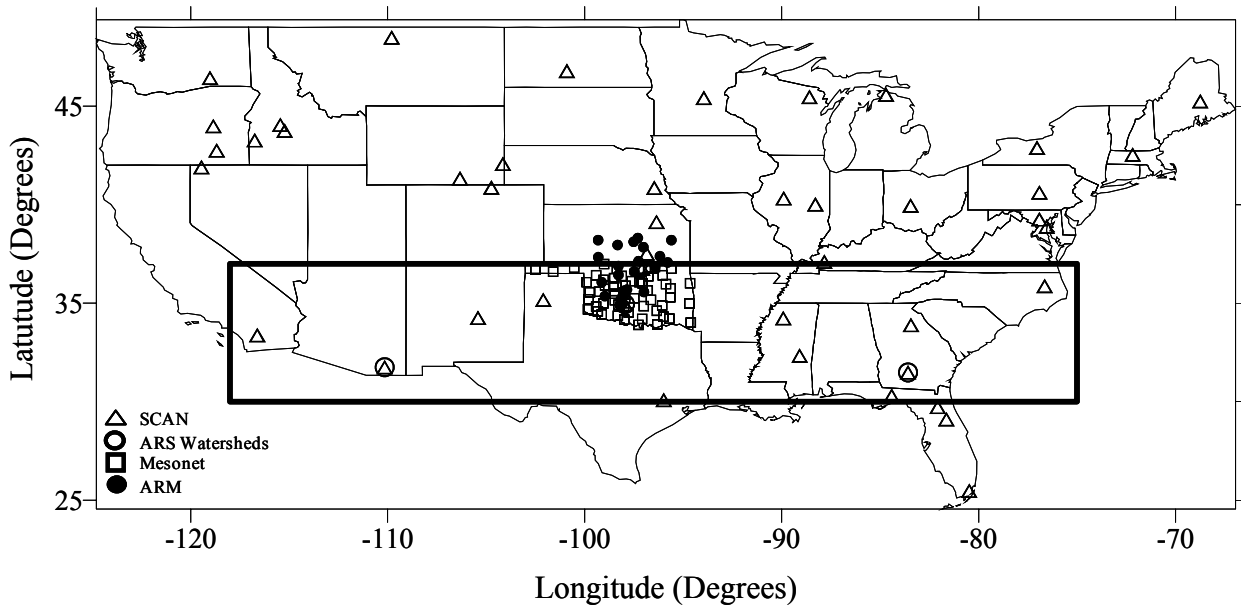 45
35
25
Latutude (Degrees)
SCAN
ARS Watersheds
Mesonet
ARM
-120
-110
-100
-90
-80
-70
Longitude (Degrees)